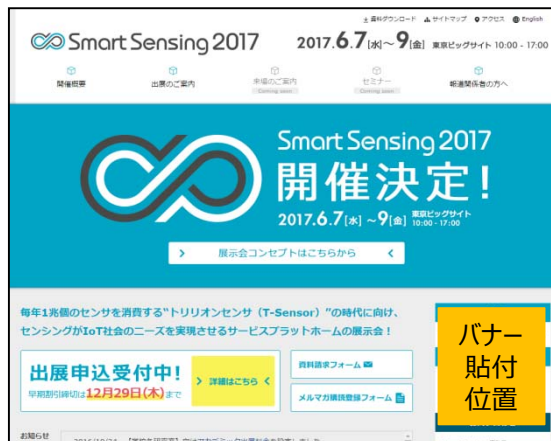 資料ダウンロード サイトマップ アクセス English
Smart Sensing 2017
2017.6.7[水]～9[金] 東京ビッグサイト 10:00 - 17:00
開催概要 出展のご案内 来場のご案内 セミナー 報道関係者の方へ
Coming soon Coming soon
Smart Sensing 2017
開催決定!
2017.6.7[水]～9[金] 東京ビッグサイト 10:00 - 17:00
展示会コンセプトはこちらから
毎年1兆個のセンサを消費する“トリリオンセンサ（T-Sensor）”の時代に向け、
センシングがIoT社会のニーズを実現させるサービスプラットホームの展示会！
出展申込受付中!
早期割引締切は12月29日(木)まで
詳細はこちら
資料請求フォーム
メルマガ購読登録フォーム
バナー
貼付
位置
お知らせ